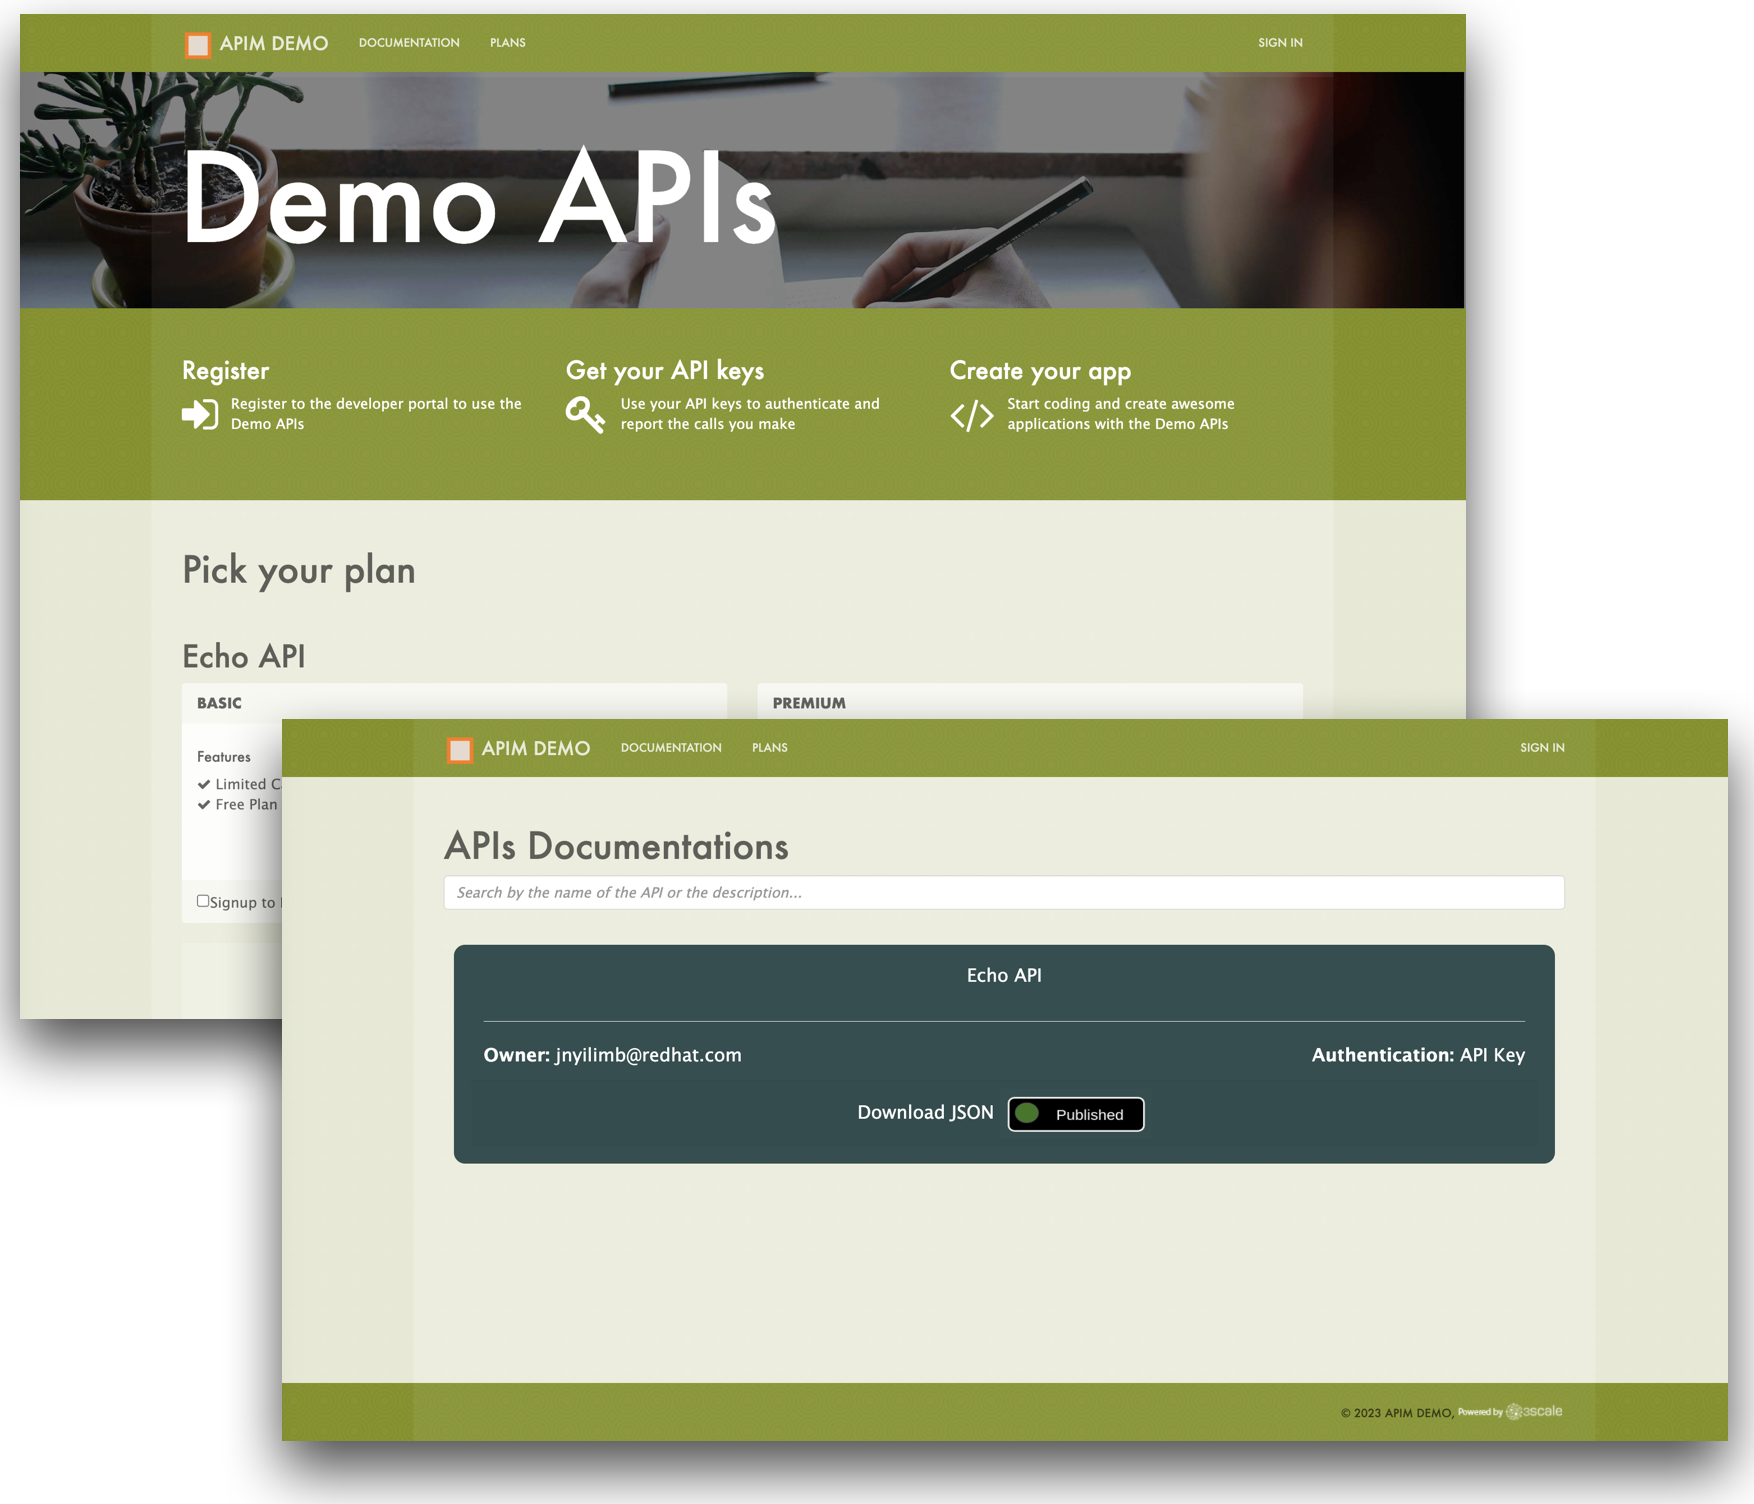 APIM DEMO DOCUMENTATION PLANS SIGN IN
Demo APIs
Register
Register to the developer portal to use the
Demo APIs
Get your API keys
Use your API keys to authenticate and
report the calls you make
Create your app
</>
Start coding and create awesome
applications with the Demo APIs
Pick your plan
Echo API
BASIC
PREMIUM
Features
Limited
Free Plan
Signup to
APIM DEMO DOCUMENTATION PLANS SIGN IN
APIs Documentations
Search by the name of the API or the description...
Echo API
Owner: jnyilimb@redhat.com
Authentication: API Key
Download JSON
Published
© 2023 APIM DEMO, Powered by 3scale